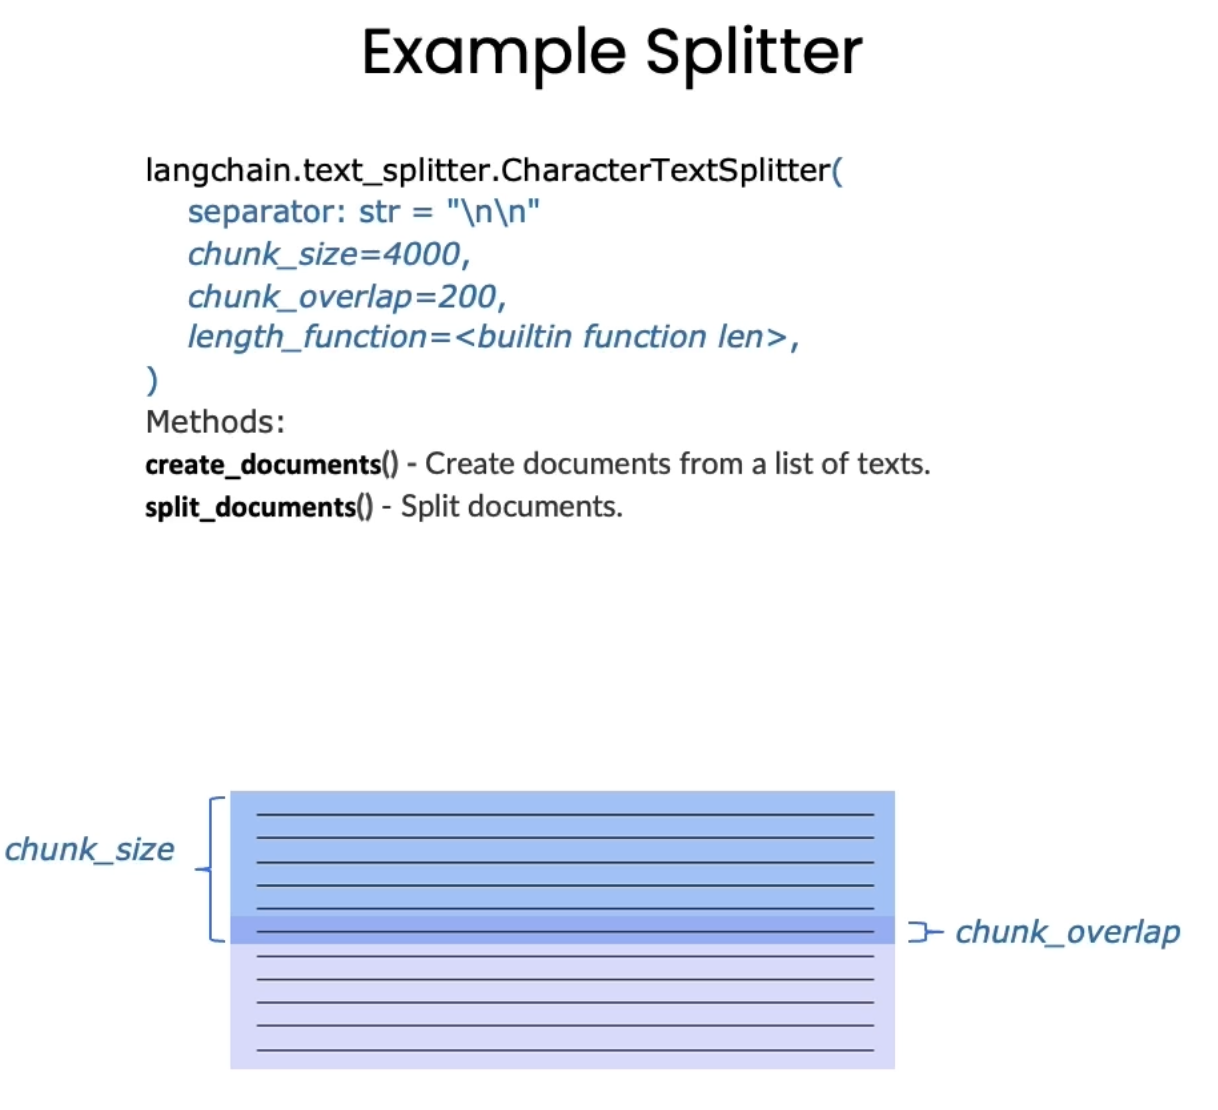 Example Splitter
langchain.text_splitter.CharacterTextSplitter(
separator: str = "\n\n"
chunk_size=4000,
chunk_overlap=200,
length_function=<builtin function len>,
)
Methods:
create_documents() - Create documents from a list of texts.
split_documents() - Split documents.
chunk_size
chunk_overlap